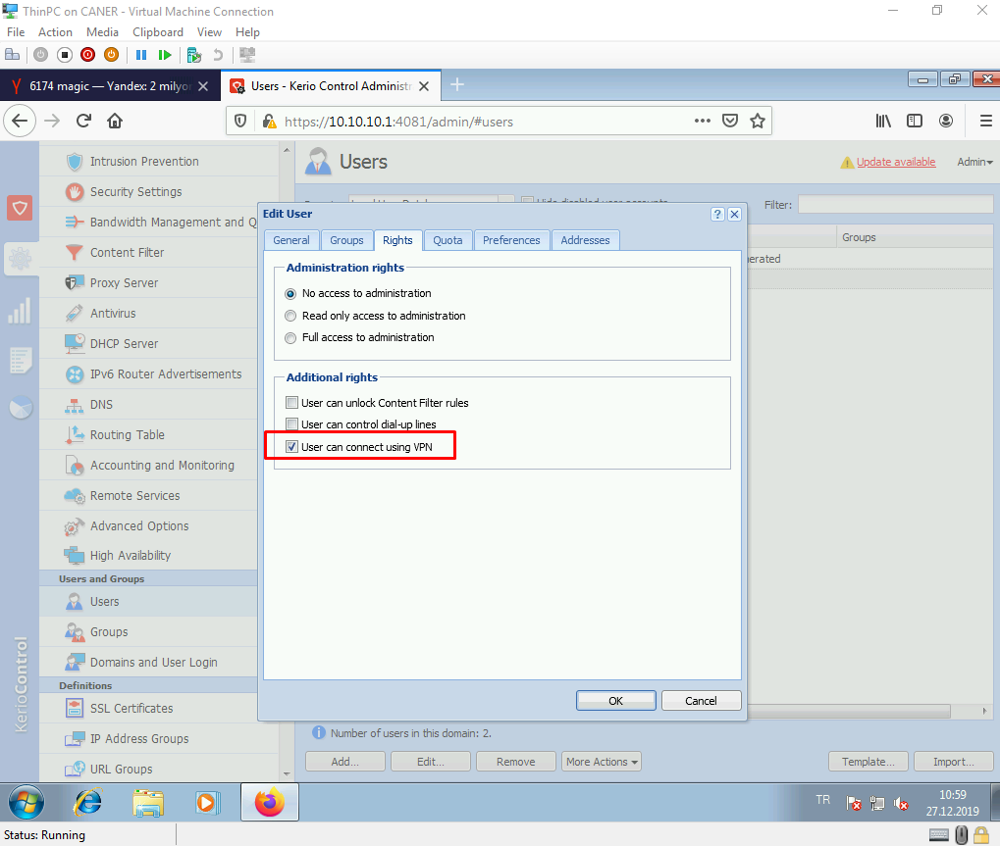 ThinPC on CANER - Virtual Machine Connection
File Action Media Clipboard View Help
6174 magic — Yandex: 2 milyo
Users - Kerio Control Administr
https://10.10.10.1:4081/admin/#users
Intrusion Prevention
Security Settings
Bandwidth Management and Q
Content Filter
Proxy Server
Antivirus
DHCP Server
IPv6 Router Advertisements
DNS
Routing Table
Accounting and Monitoring
Remote Services
Advanced Options
High Availability
Users and Groups
Users
Groups
Domains and User Login
Definitions
SSL Certificates
IP Address Groups
URL Groups
KerioControl
Users
Update available
Admin
Hide disabled user accounts
Filter:
Groups
erated
Edit User
General Groups Rights Quota Preferences Addresses
Administration rights
No access to administration
Read only access to administration
Full access to administration
Additional rights
User can unlock Content Filter rules
User can control dial-up lines
User can connect using VPN
OK Cancel
Number of users in this domain: 2.
Add... Edit... Remove More Actions Template... Import...
TR
10:59
27.12.2019
Status: Running